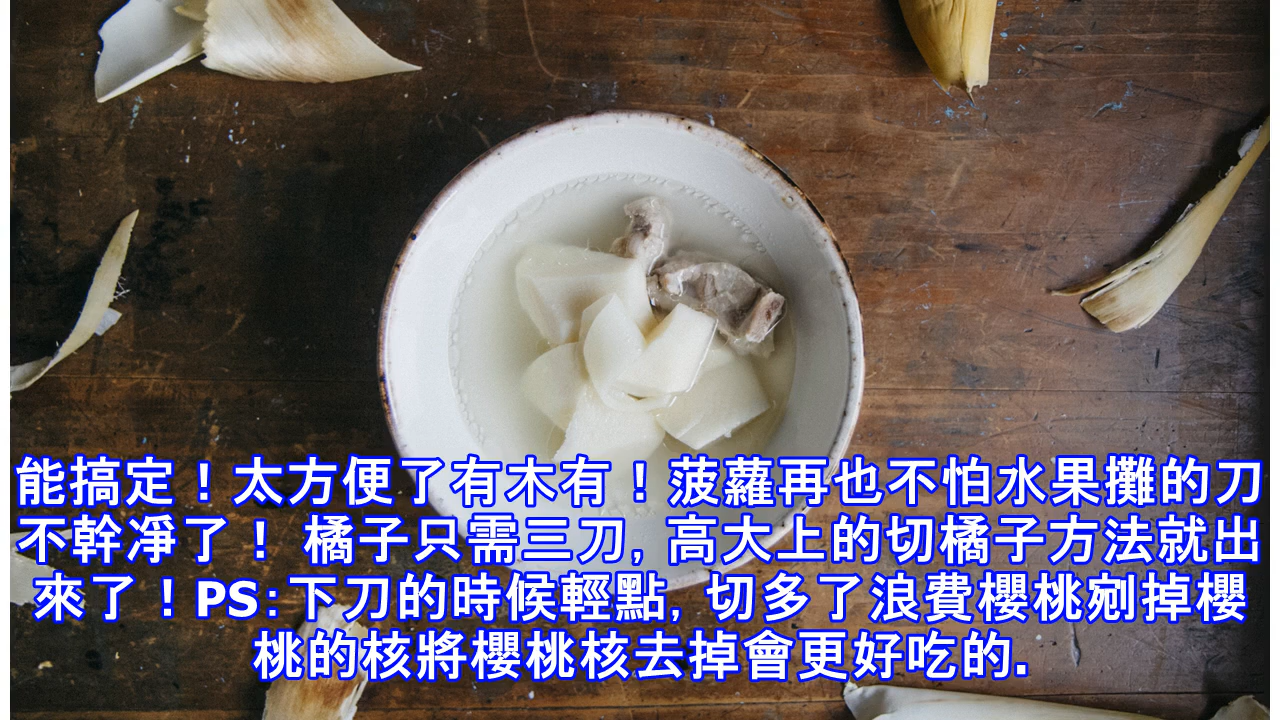 能搞定！太方便了有木有！菠蘿再也不怕水果攤的刀
不幹淨了！ 橘子只需三刀, 高大上的切橘子方法就出
來了！PS:下刀的時候輕點, 切多了浪費櫻桃剜掉櫻
桃的核將櫻桃核去掉會更好吃的.